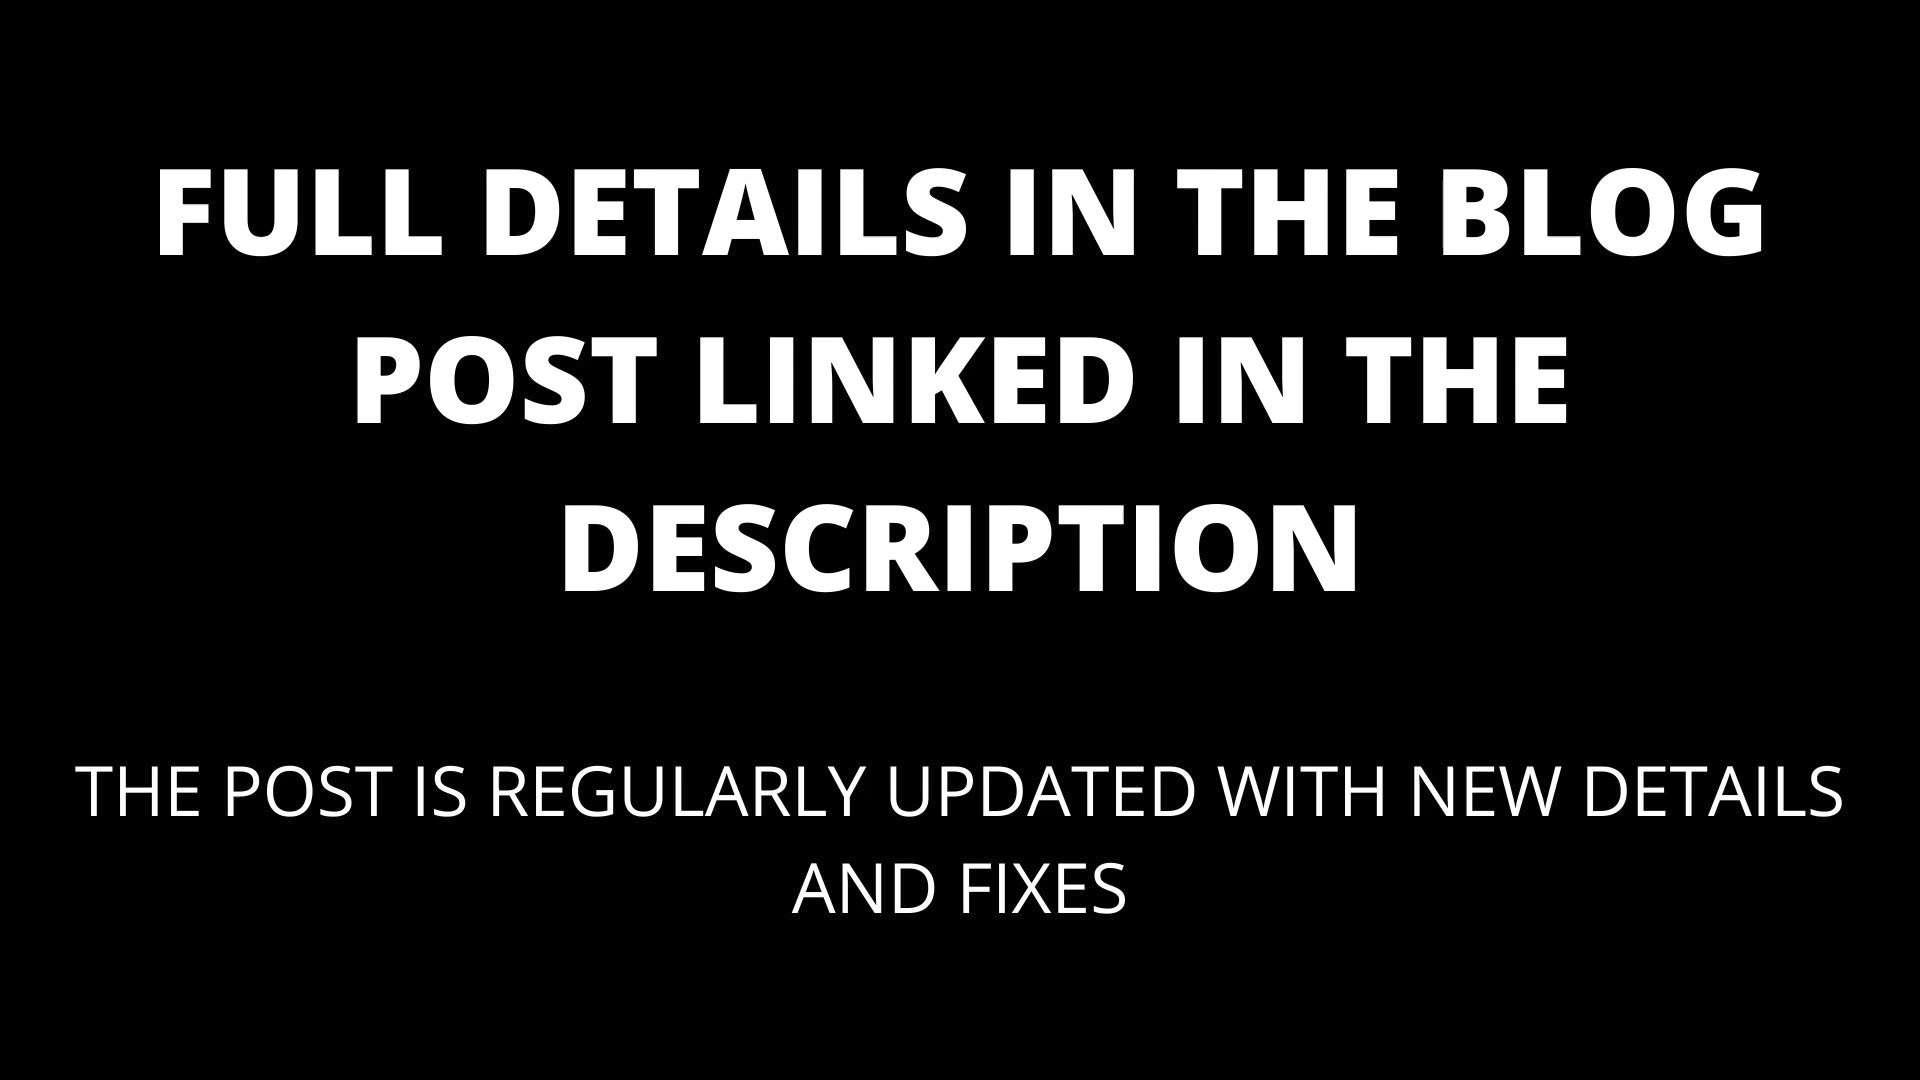 FULL DETAILS IN THE BLOG
POST LINKED IN THE
DESCRIPTION
THE POST IS REGULARLY UPDATED WITH NEW DETAILS
AND FIXES